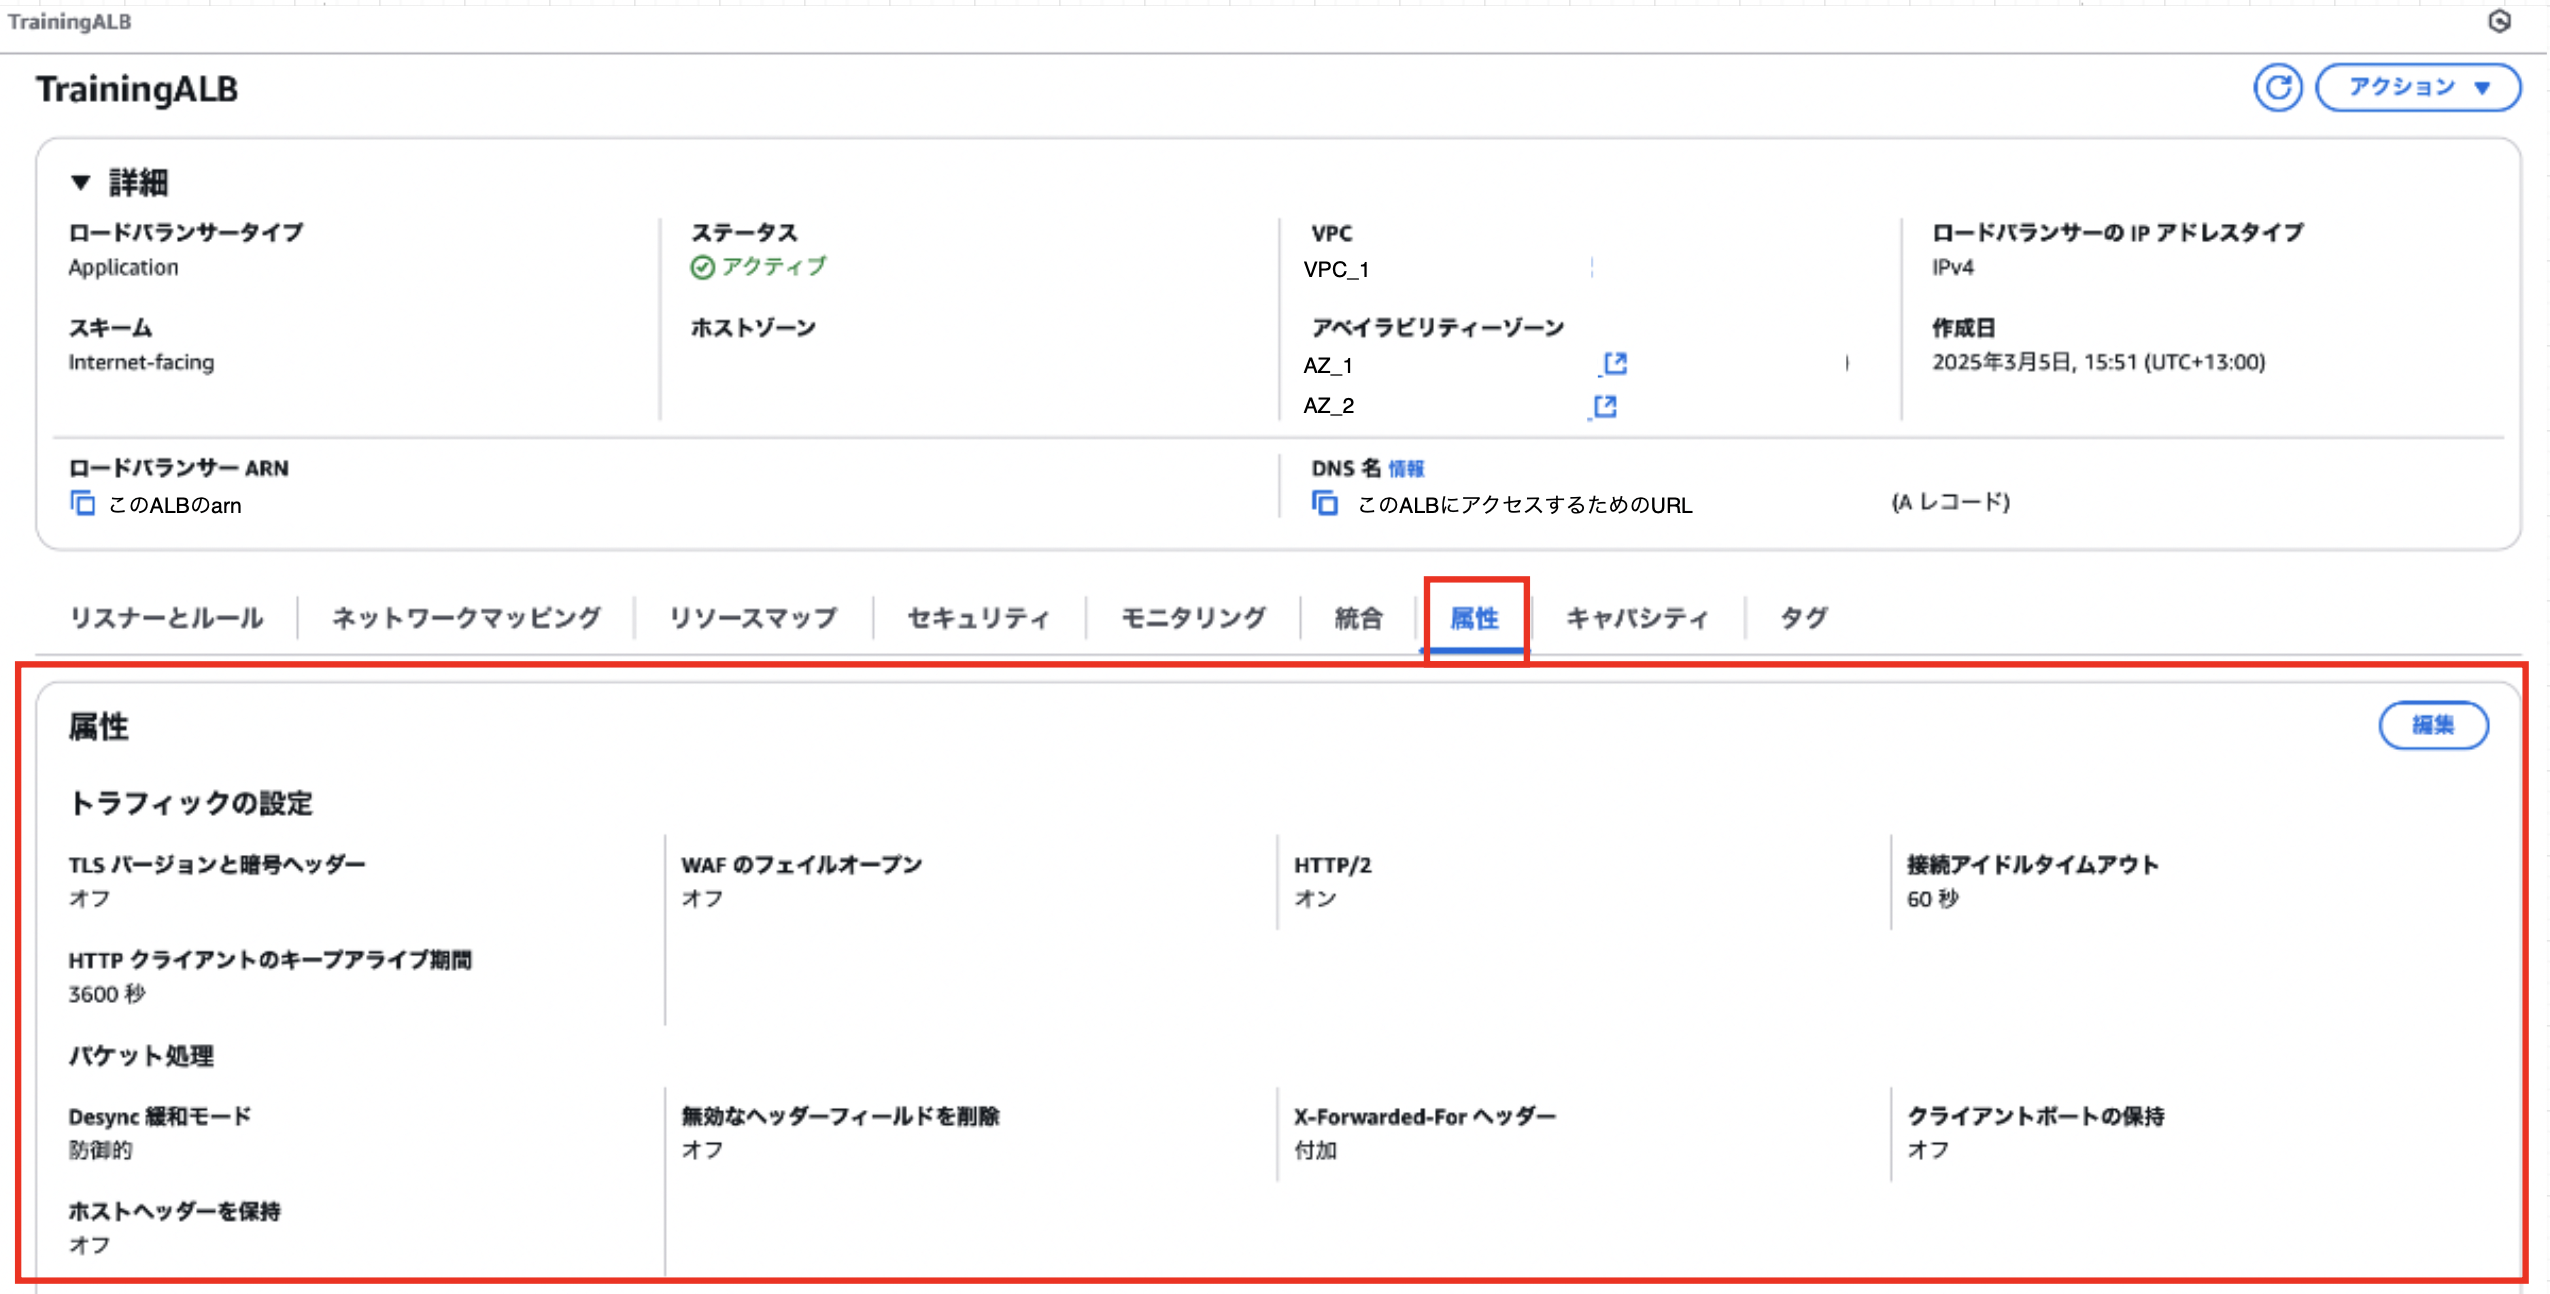 TrainingALB
TrainingALB
アクション ▼
▼ 詳細
ロードバランサータイプ
Application
ステータス
アクティブ
VPC
VPC_1
ロードバランサーの IP アドレスタイプ
IPv4
スキーム
Internet-facing
ホストゾーン
アベイラビリティーゾーン
AZ_1
AZ_2
作成日
2025年3月5日, 15:51 (UTC+13:00)
ロードバランサー ARN
このALBのarn
DNS 名 情報
このALBにアクセスするためのURL (A レコード)
リスナーとルール
ネットワークマッピング
リソースマップ
セキュリティ
モニタリング
統合
属性
キャパシティ
タグ
属性
編集
トラフィックの設定
TLS バージョンと暗号ヘッダー
オフ
WAF のフェイルオープン
オフ
HTTP/2
オン
接続アイドルタイムアウト
60 秒
HTTP クライアントのキープアライブ期間
3600 秒
パケット処理
Desync 緩和モード
防御的
無効なヘッダーフィールドを削除
オフ
X-Forwarded-For ヘッダー
付加
クライアントポートの保持
オフ
ホストヘッダーを保持
オフ